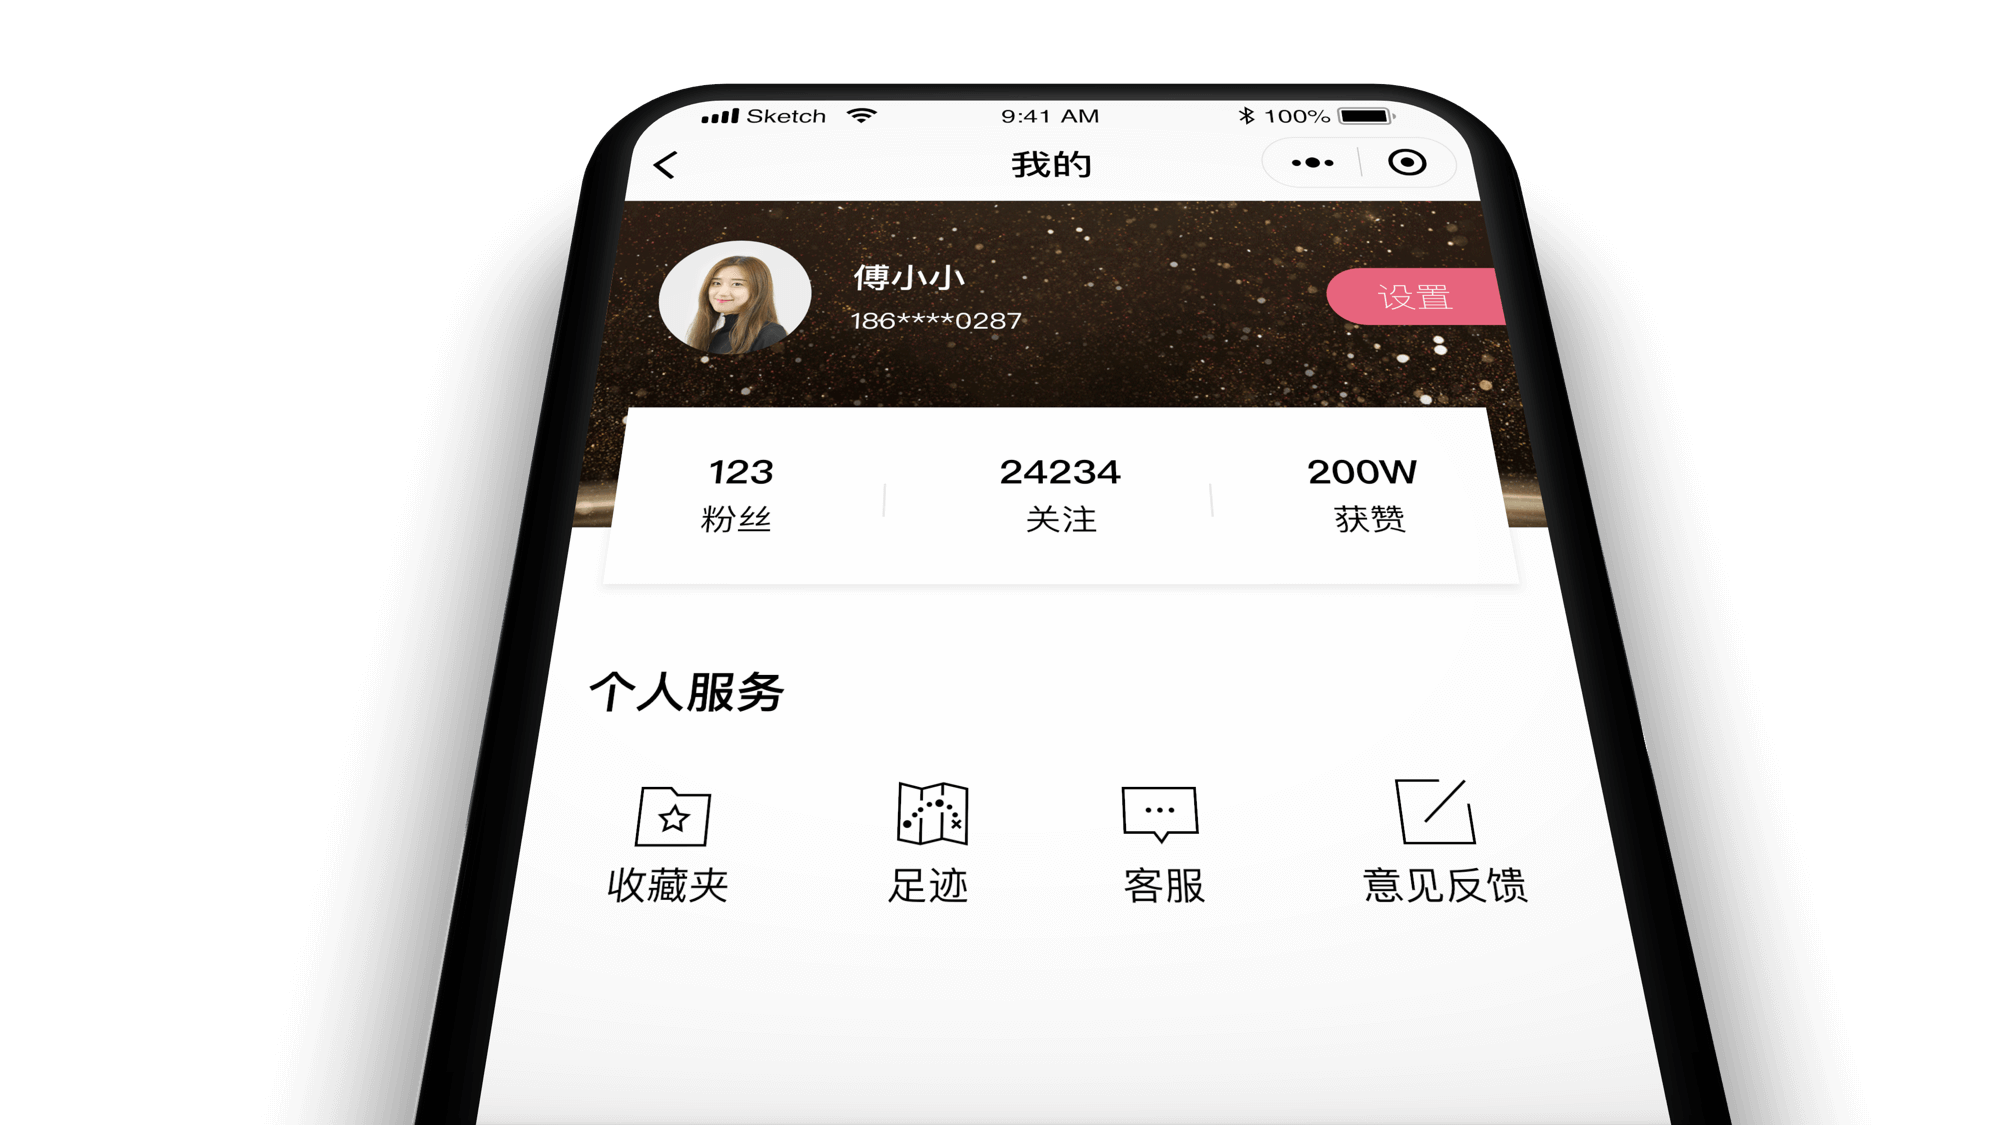 Sketch 9:41 AM 100%
我的
傅小小
186****0287
设置
123 24234 200W
粉丝 关注 获赞
个人服务
收藏夹 足迹 客服 意见反馈